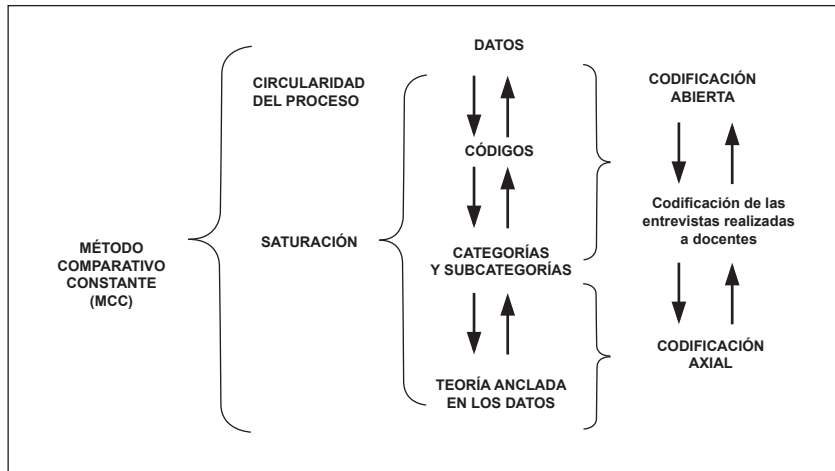 MÉTODO
COMPARATIVO
CONSTANTE
(MCC)
CIRCULARIDAD
DEL PROCESO
SATURACIÓN
DATOS
CÓDIGOS
CATEGORÍAS
Y SUBCATEGORÍAS
TEORÍA ANCLADA
EN LOS DATOS
CODIFICACIÓN
ABIERTA
Codificación de las
entrevistas realizadas
a docentes
CODIFICACIÓN
AXIAL